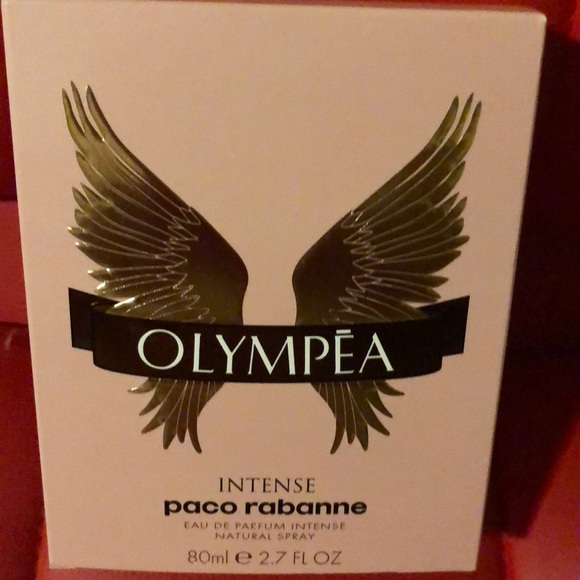 OLYMPĒA
INTENSE
paco rabanne
EAU DE PARFUM INTENSE
NATURAL SPRAY
80ml e 2.7 FL OZ